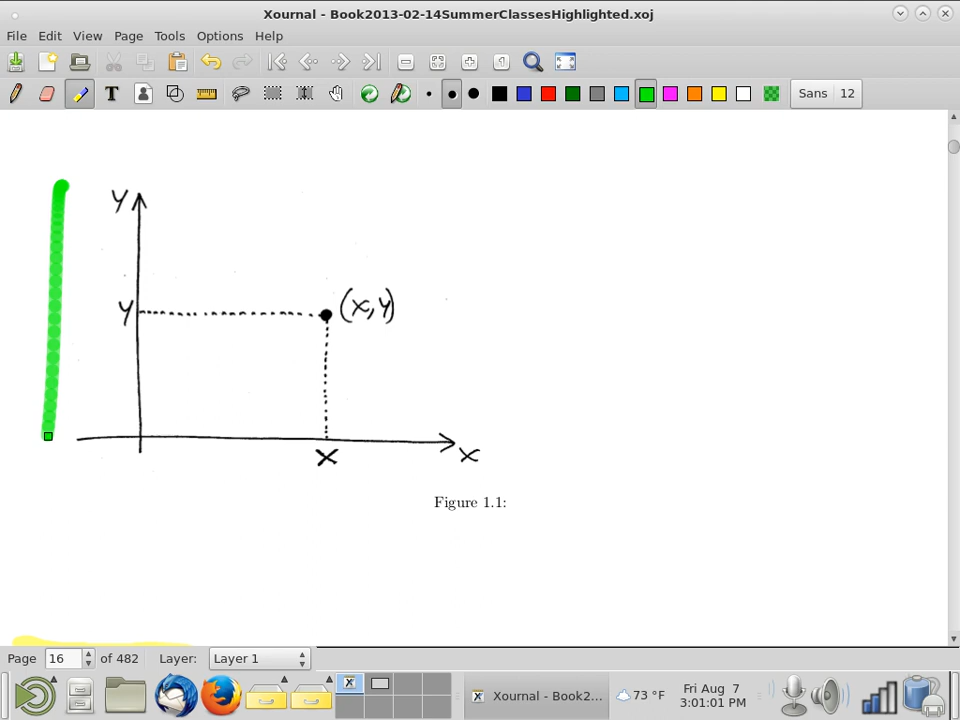 Xournal - Book2013-02-14SummerClassesHighlighted.xoj
File Edit View Page Tools Options Help
T Sans 12
Y
Y (X,Y)
X X
Figure 1.1:
Page 16 of 482 Layer: Layer 1
Xournal - Book2... 73 °F Fri Aug 7
3:01:01 PM